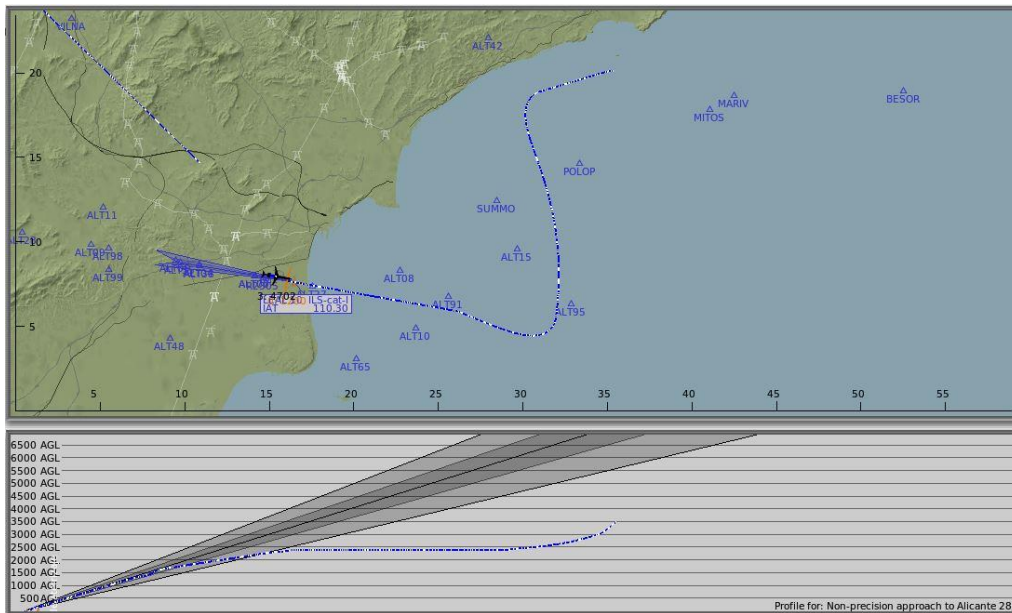 20
ALT42
MARIV
BESOR
MITOS
15
POLOP
SUMMO
ALT11
10
ALT98
ALT15
ALT99
ALT08
ALT91
ALT95
5
ALT10
ALT48
ALT65
ILS-cat-I
IAT 110.30
5 10 15 20 25 30 35 40 45 50 55
6500 AGL
6000 AGL
5500 AGL
5000 AGL
4500 AGL
4000 AGL
3500 AGL
3000 AGL
2500 AGL
2000 AGL
1500 AGL
1000 AGL
500 AGL
Profile for: Non-precision approach to Alicante 28